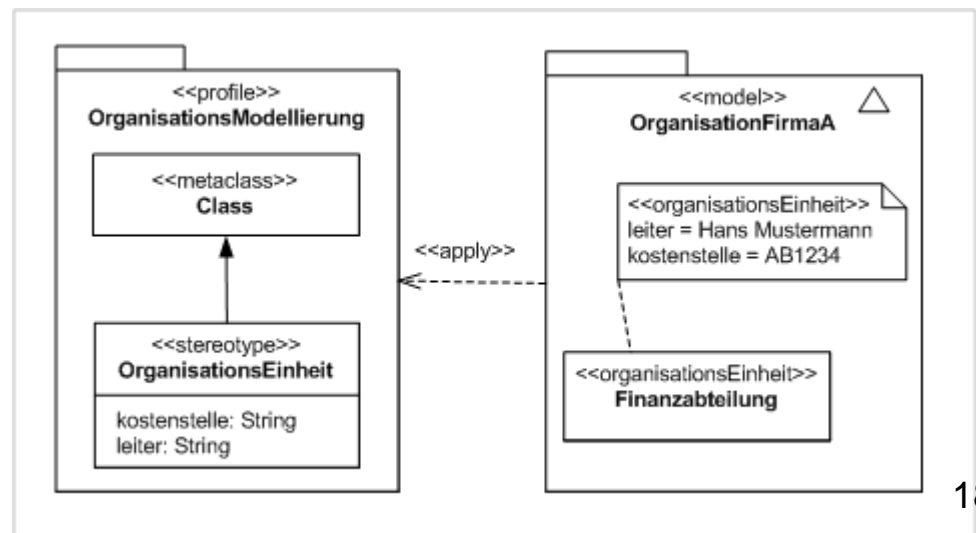 <<profile>>
OrganisationsModellierung
<<metaclass>>
Class
<<stereotype>>
OrganisationsEinheit
kostenstelle: String
leiter: String
<<apply>>
<<model>>
OrganisationFirmaA
<<organisationsEinheit>>
leiter = Hans Mustermann
kostenstelle = AB1234
<<organisationsEinheit>>
Finanzabteilung